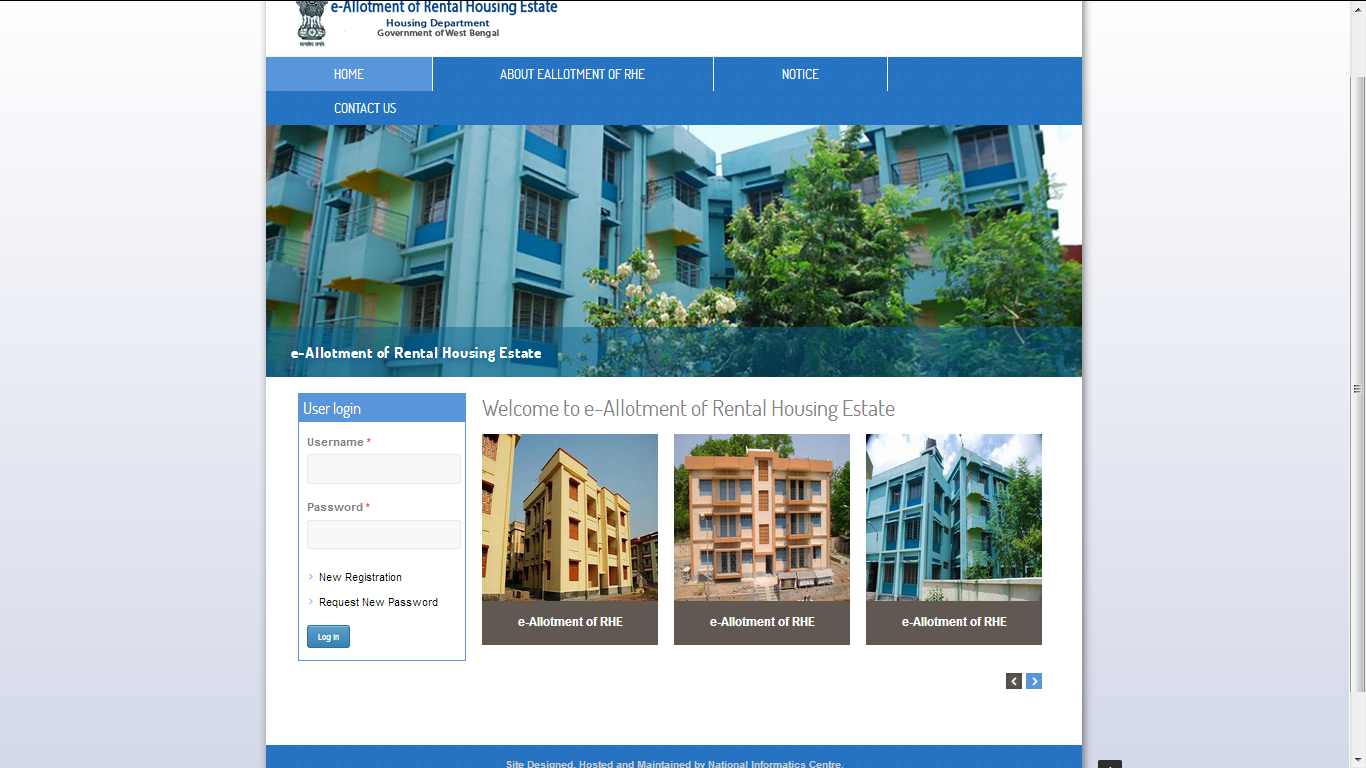 e-Allotment of Rental Housing Estate
Housing Department
Government of West Bengal
HOME
ABOUT EALLOTMENT OF RHE
NOTICE
CONTACT US
e-Allotment of Rental Housing Estate
User login
Username *
Password *
New Registration
Request New Password
Log in
Welcome to e-Allotment of Rental Housing Estate
e-Allotment of RHE
e-Allotment of RHE
e-Allotment of RHE
Site Designed, Hosted and Maintained by National Informatics Centre.